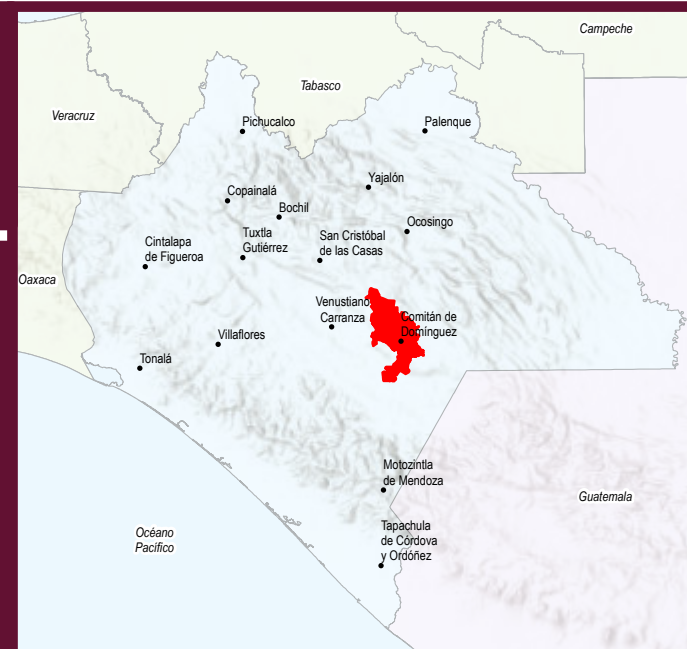 Campeche
Tabasco
Veracruz
Pichucalco
Palenque
Yajalón
Copainalá
Bochil
Ocosingo
Tuxtla
Gutiérrez
San Cristóbal
de las Casas
Cintalapa
de Figueroa
Oaxaca
Venustiano
Carranza
Comitán de
Domínguez
Villaflores
Tonalá
Motozintla
de Mendoza
Guatemala
Océano
Pacífico
Tapachula
de Córdova
y Ordóñez